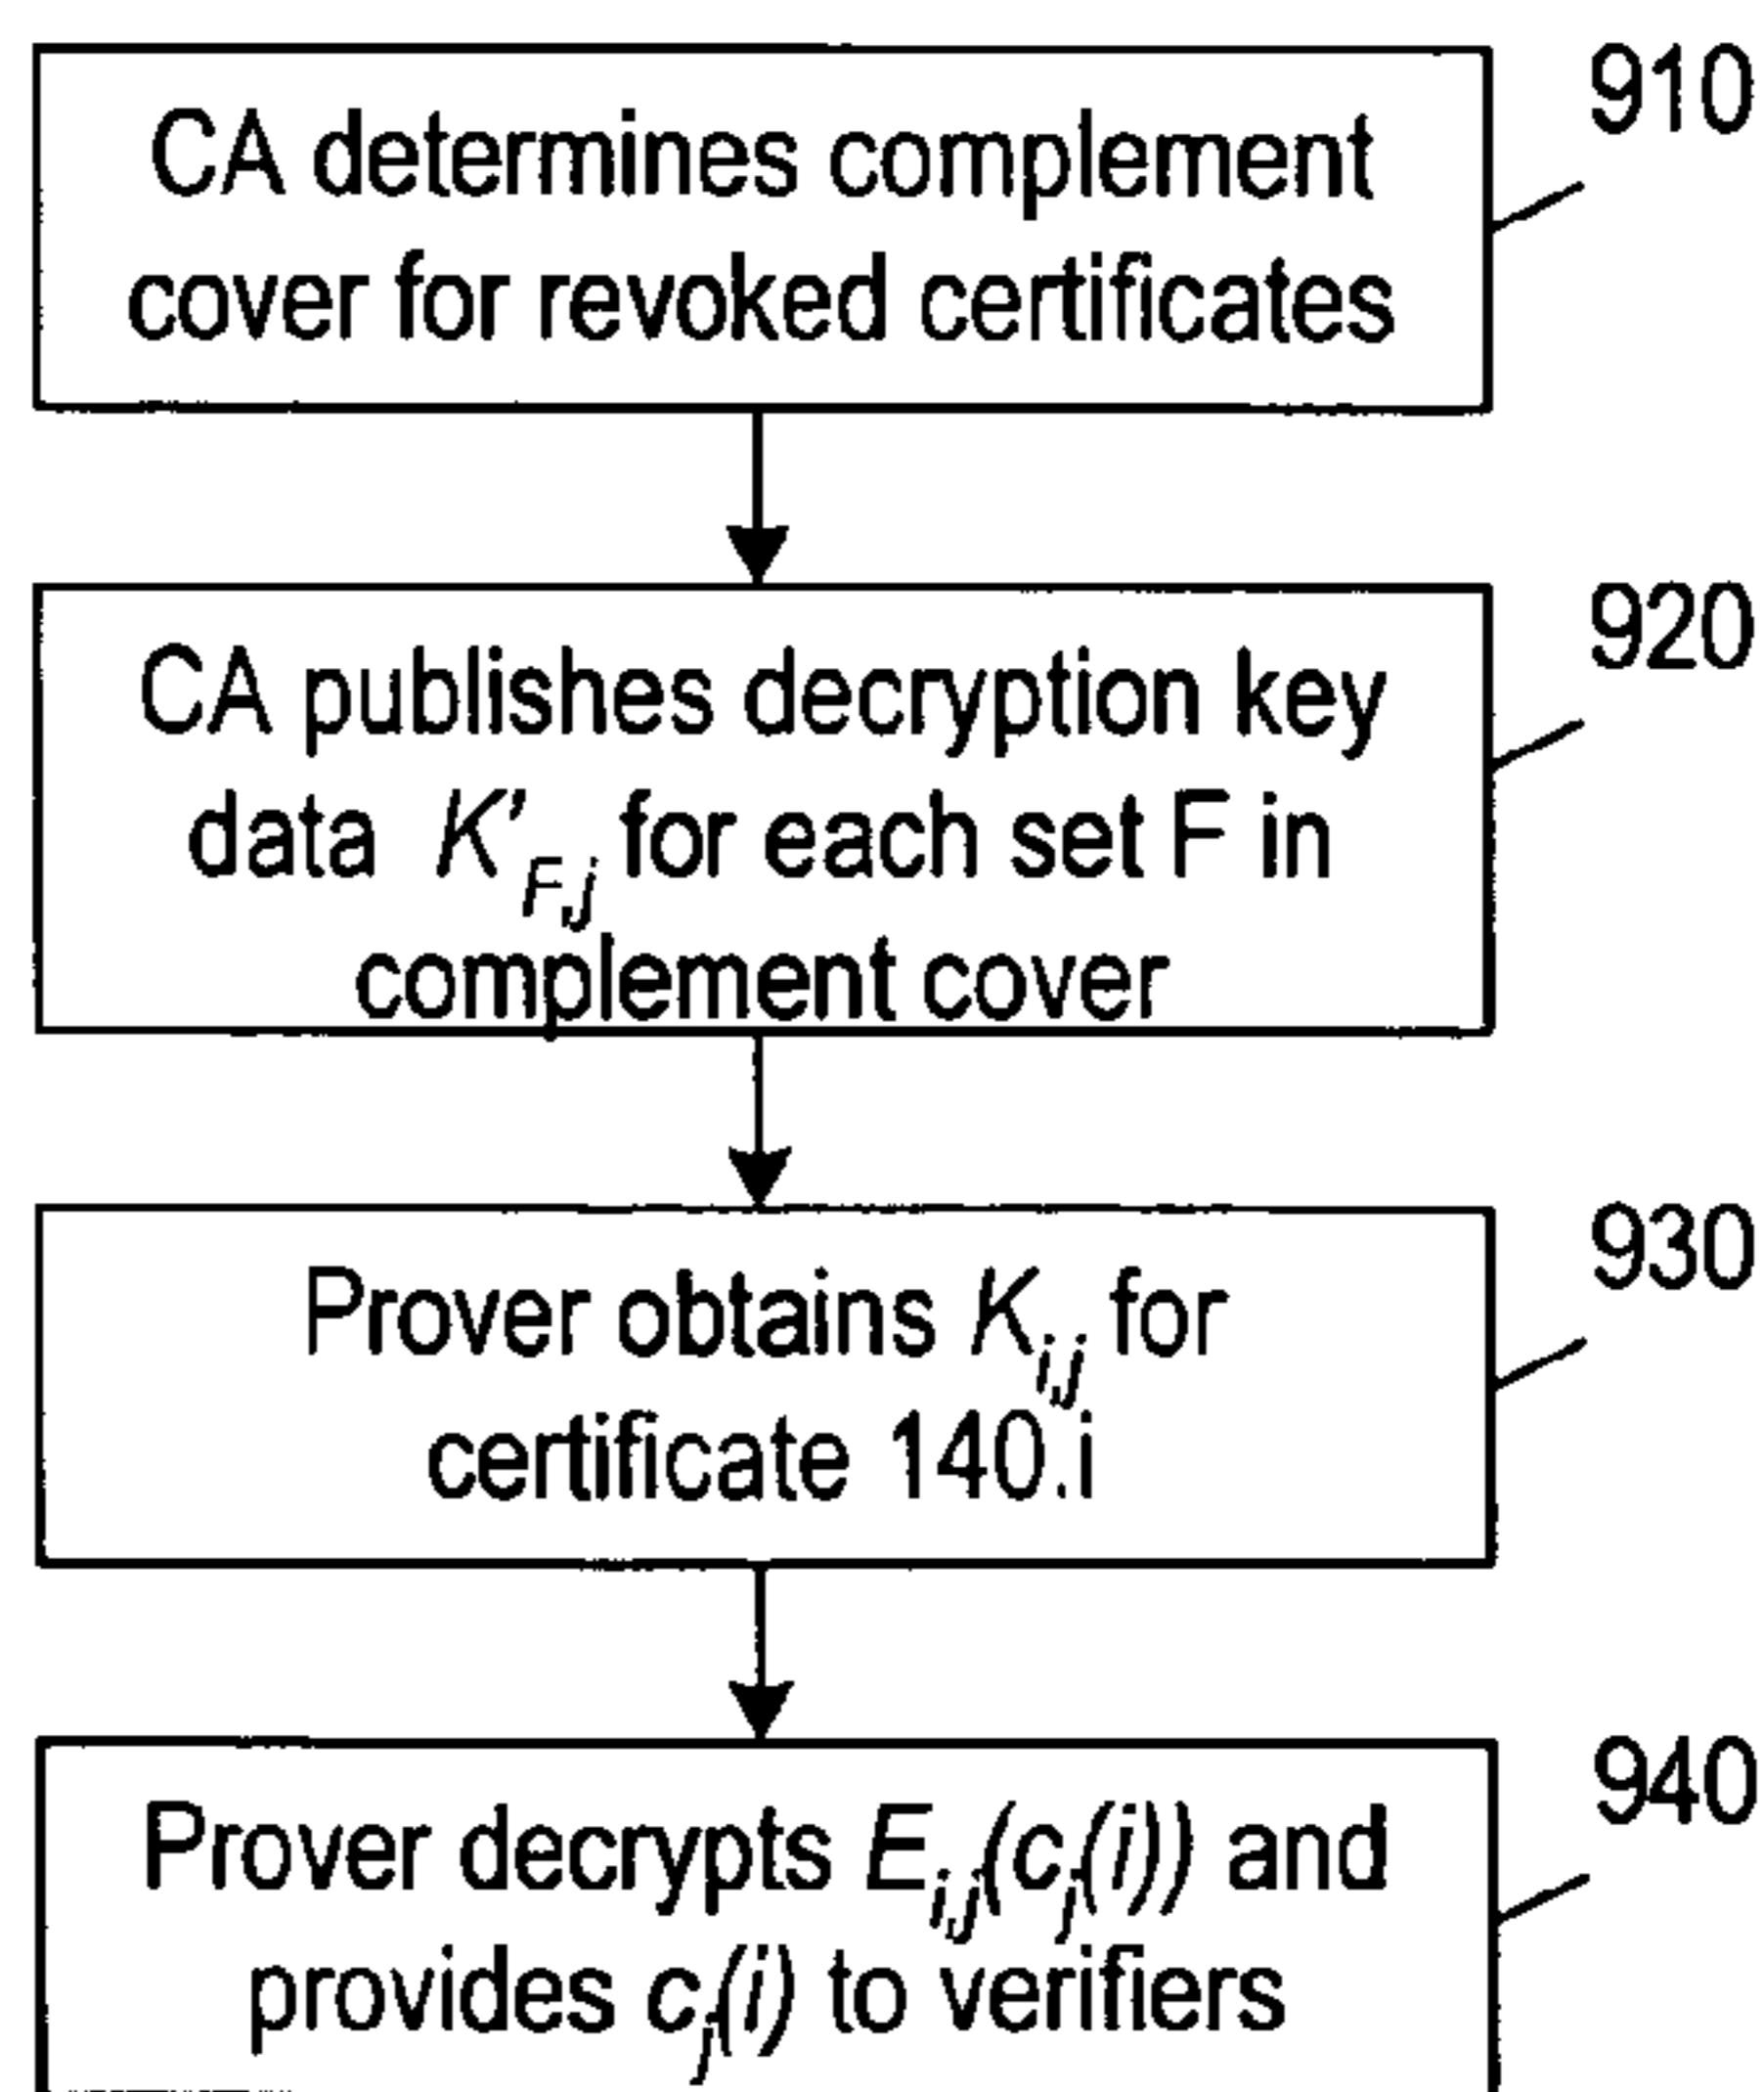 910
CA determines complement
cover for revoked certificates
920
CA publishes decryption key
data K'F,j for each set F in
complement cover
930
Prover obtains Ki,j for
certificate 140.i
940
Prover decrypts Ei,j(cj(i)) and
provides cj(i) to verifiers